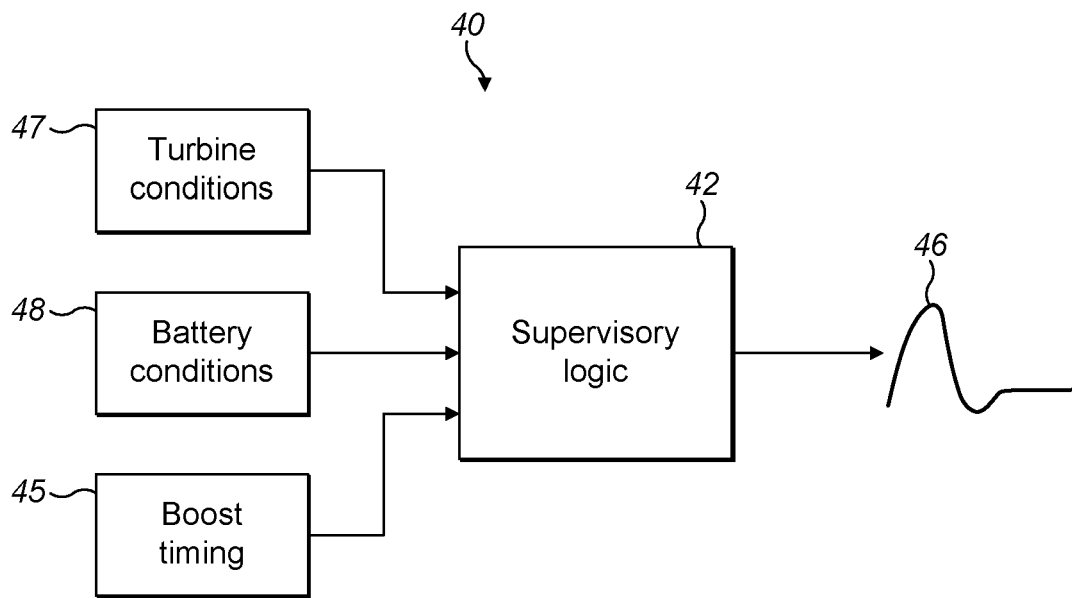 40
47
Turbine
conditions
42
46
48
Battery
conditions
Supervisory
logic
45
Boost
timing